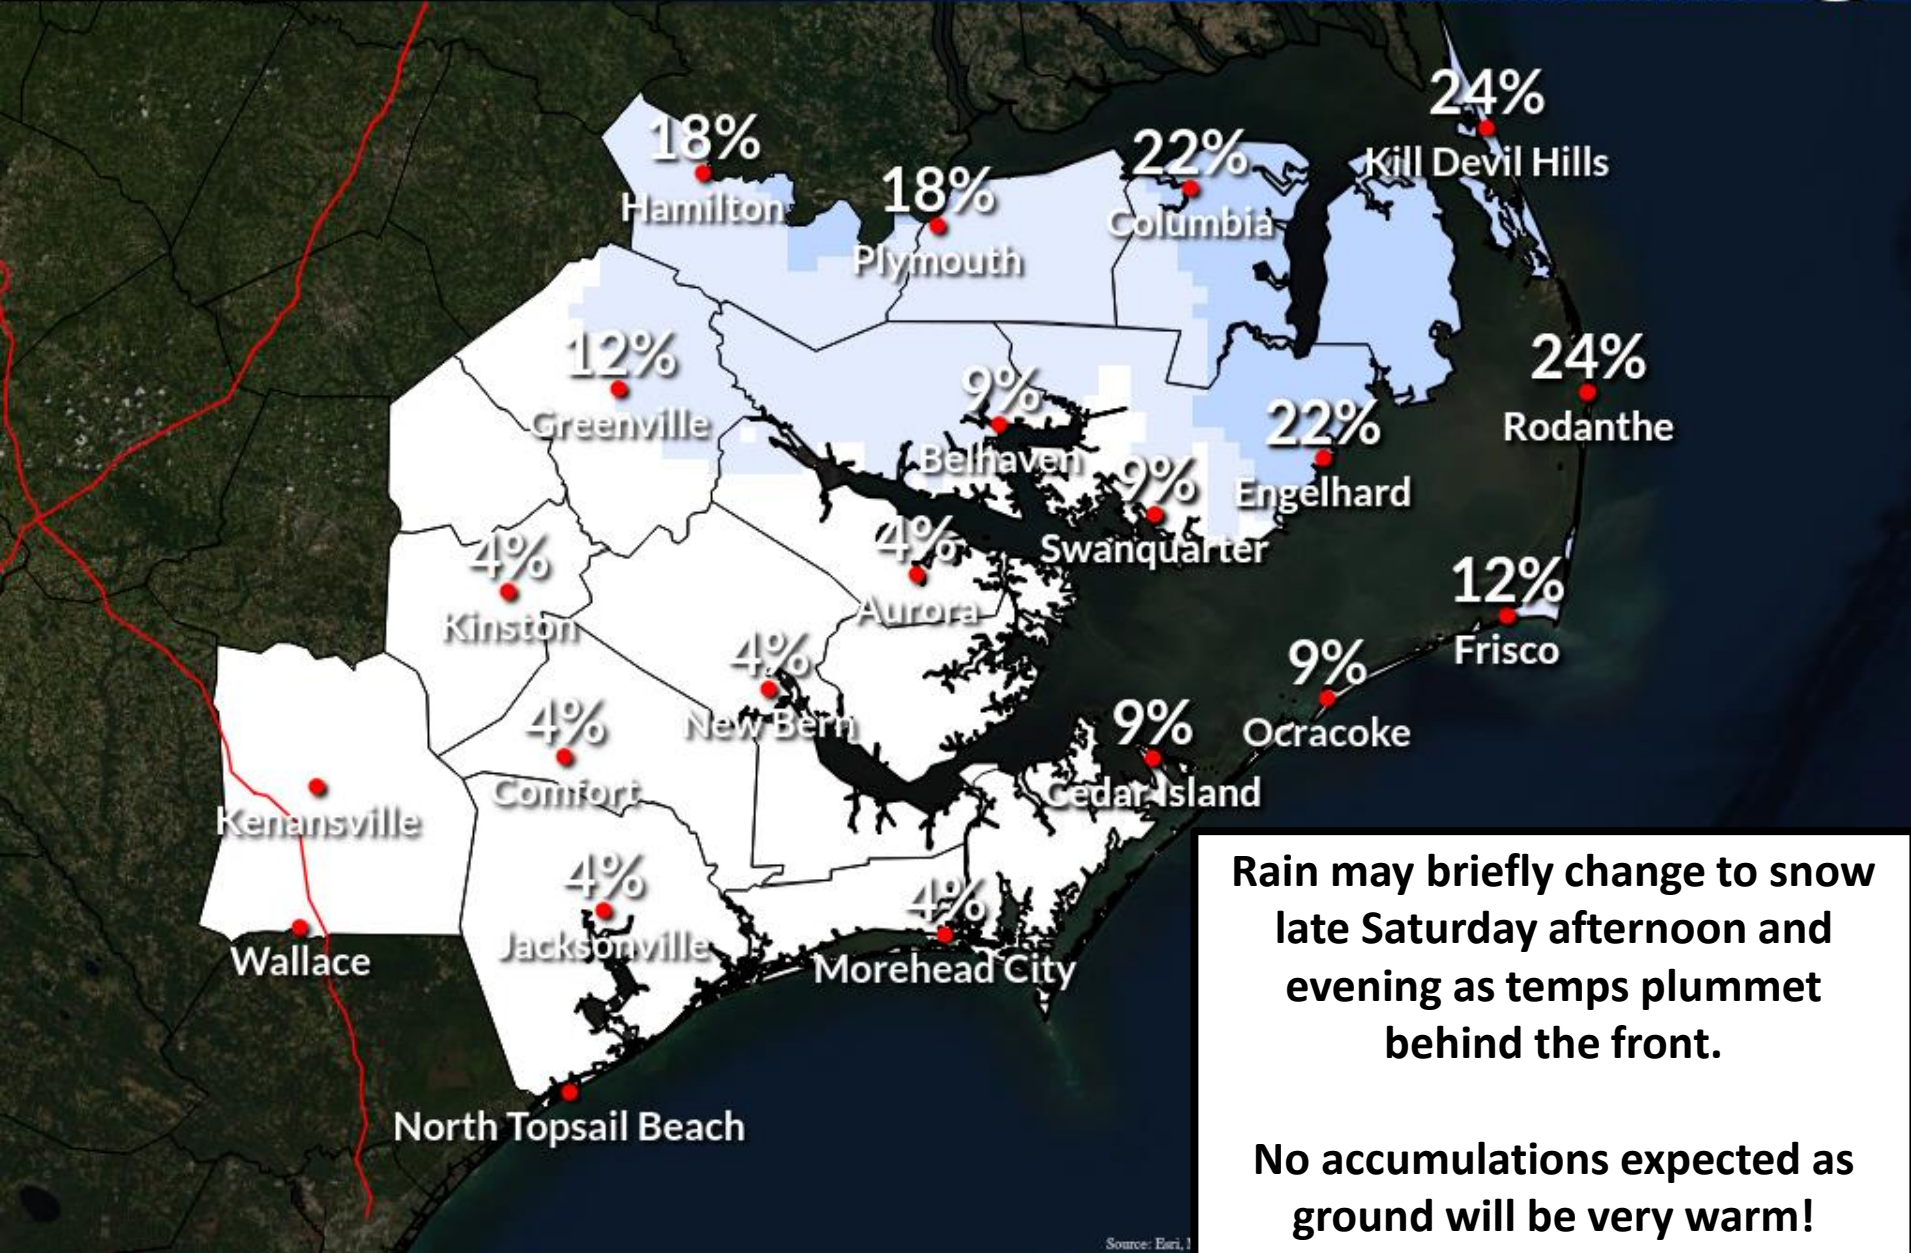 24%
Kill Devil Hills
18%
Hamilton
22%
Columbia
18%
Plymouth
24%
Rodanthe
12%
Greenville
9%
Belhaven
22%
Engelhard
9%
Swanquarter
4%
Aurora
4%
Kinston
12%
Frisco
4%
New Bern
9%
Ocracoke
4%
Comfort
9%
Cedar Island
Kenansville
4%
Jacksonville
4%
Morehead City
Wallace
North Topsail Beach
Rain may briefly change to snow
late Saturday afternoon and
evening as temps plummet
behind the front.
No accumulations expected as
ground will be very warm!
Source: Esri,